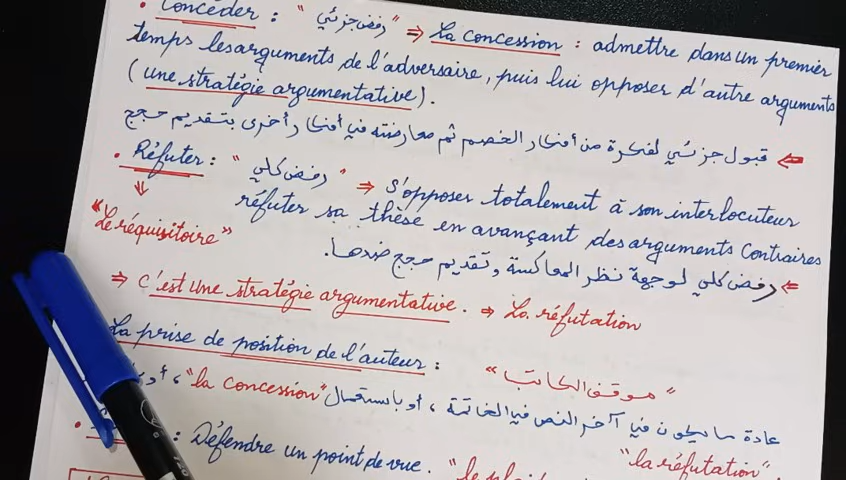 • Concéder : " رفض جزئي " ⇒ La concession : admettre dans un premier
temps les arguments de l'adversaire, puis lui opposer d'autre arguments
(une stratégie argumentative).
⇐ قبول جزئي لفكرة من أفكار الخصم ثم معارضته في أفكار أخرى بتقديم حجج
• Réfuter : " رفض كلي " ⇒ S'opposer totalement à son interlocuteur
réfuter sa thèse en avançant des arguments contraires
"Le réquisitoire"
⇐ رفض كلي لوجهة نظر المعاكسة وتقديم حجج ضدها.
⇒ C'est une stratégie argumentative. ⇒ La réfutation
La prise de position de l'auteur :
" موقف الكاتب "
عادة ما يكون في آخر النص في الخاتمة ، أو باستعمال "la concession" ، أو
"la réfutation".
: Défendre un point de vue. "le